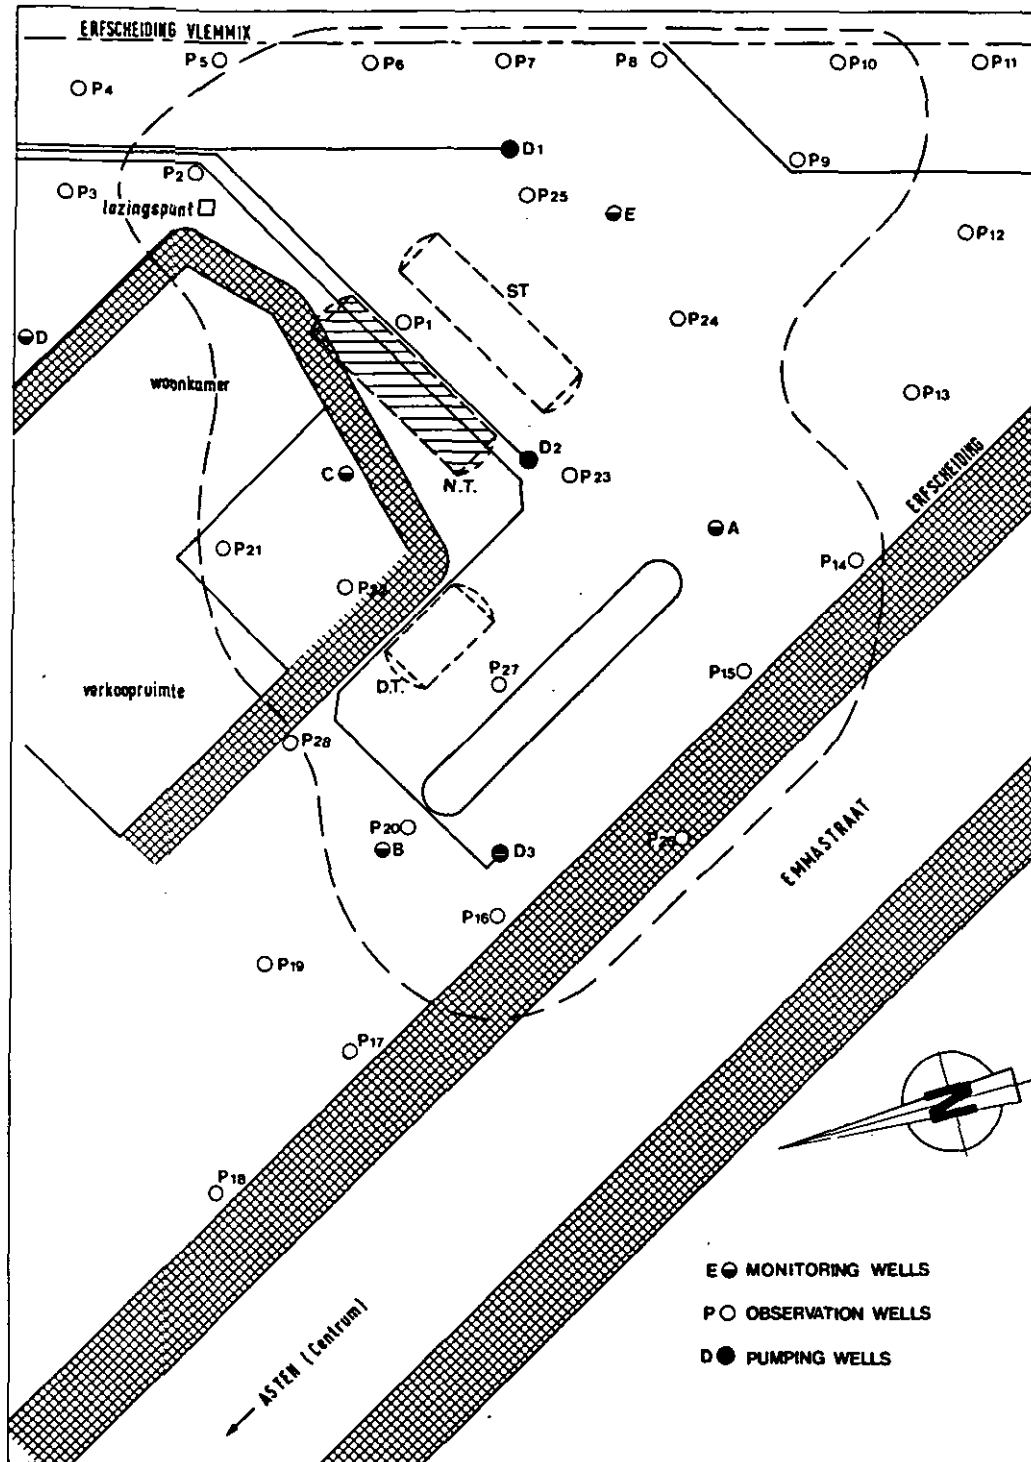 ERFSCHEIDING VLEMMIX
P5
P6
P7
P8
P10
P11
P4
D1
P9
P2
P3
lozingspunt
P25
E
P12
ST
P1
P24
D
woonkamer
P13
D2
C
N.T.
P23
ERFSCHEIDING
A
P21
P14
P22
P27
P15
D.T.
verkoopruimte
P28
P20
B
D3
P26
EMMASTRAAT
P16
P19
P17
N
P18
E MONITORING WELLS
P OBSERVATION WELLS
D PUMPING WELLS
ASTEN (Centrum)